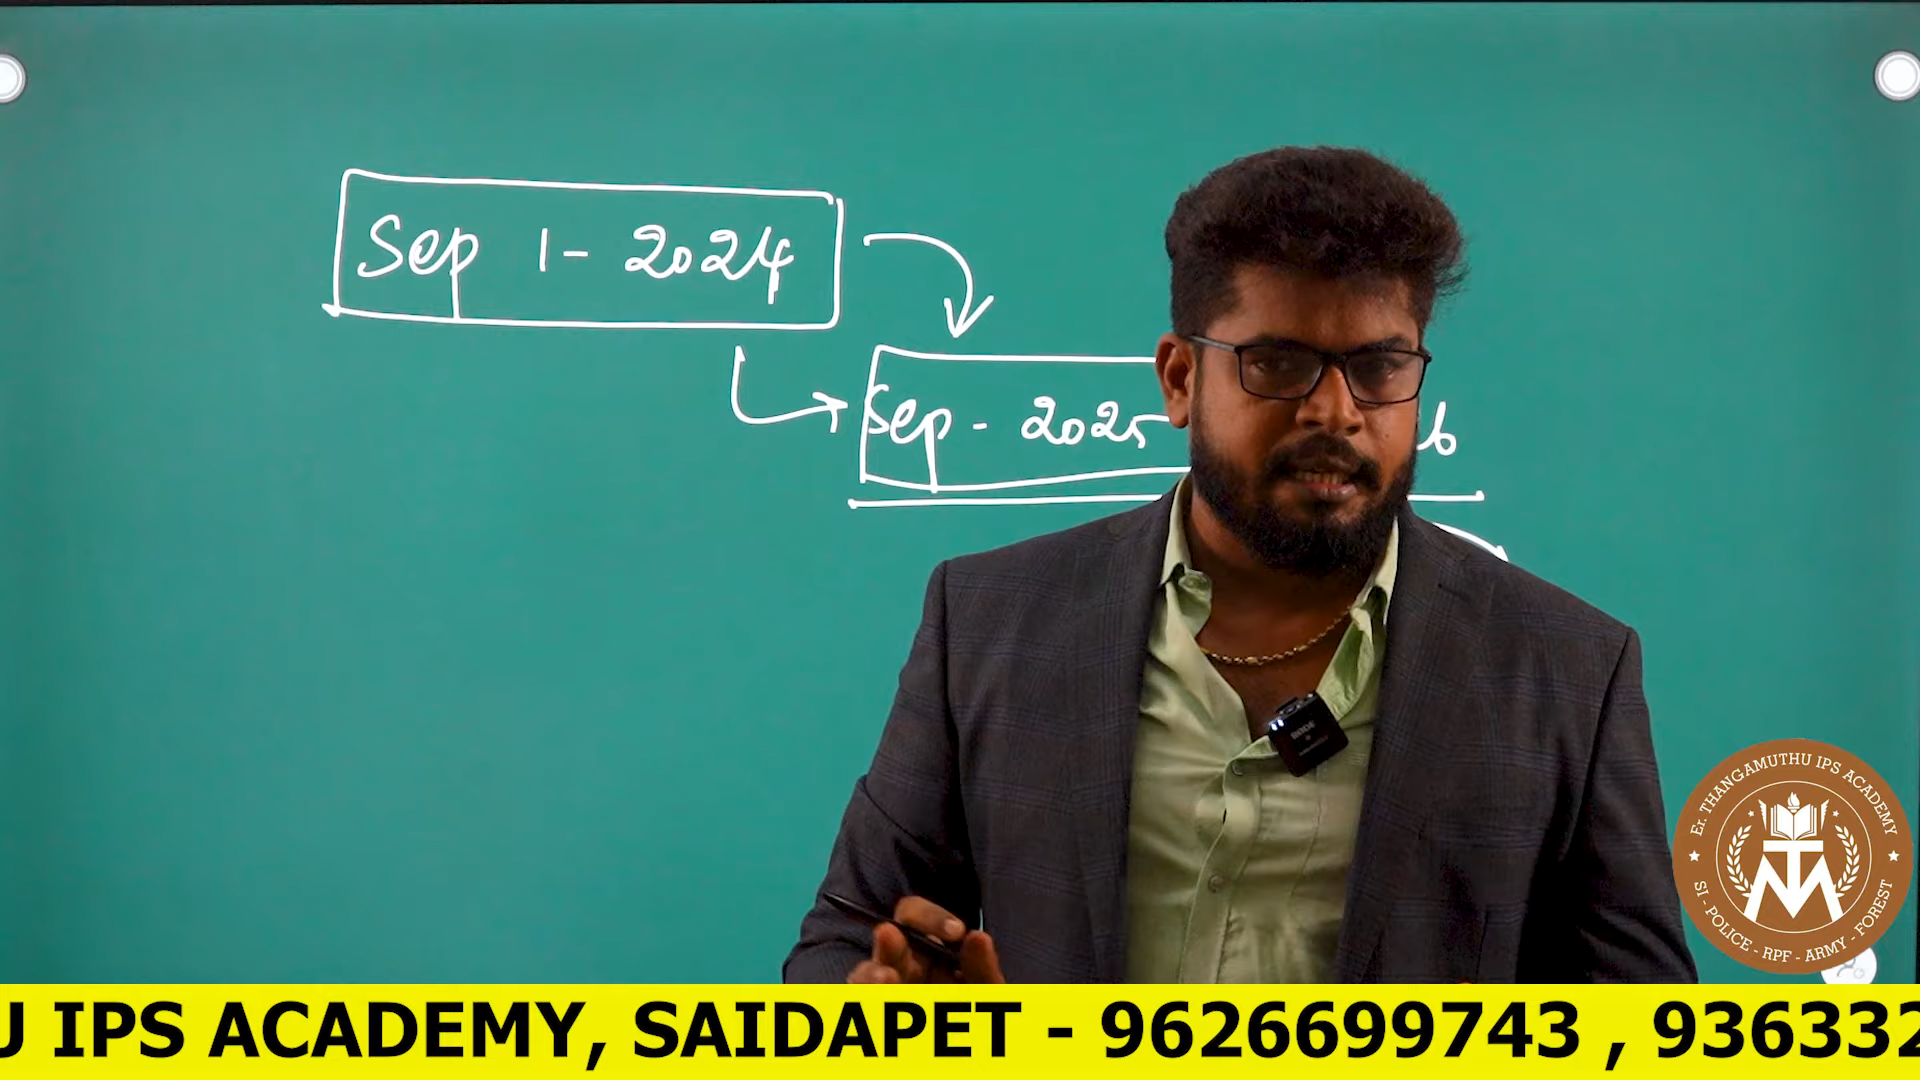 Sep 1- 2024
Sep - 2025
RODE
Er. THANGAMUTHU IPS ACADEMY
SI - POLICE - RPF - ARMY - FOREST
U IPS ACADEMY, SAIDAPET - 9626699743 , 936332